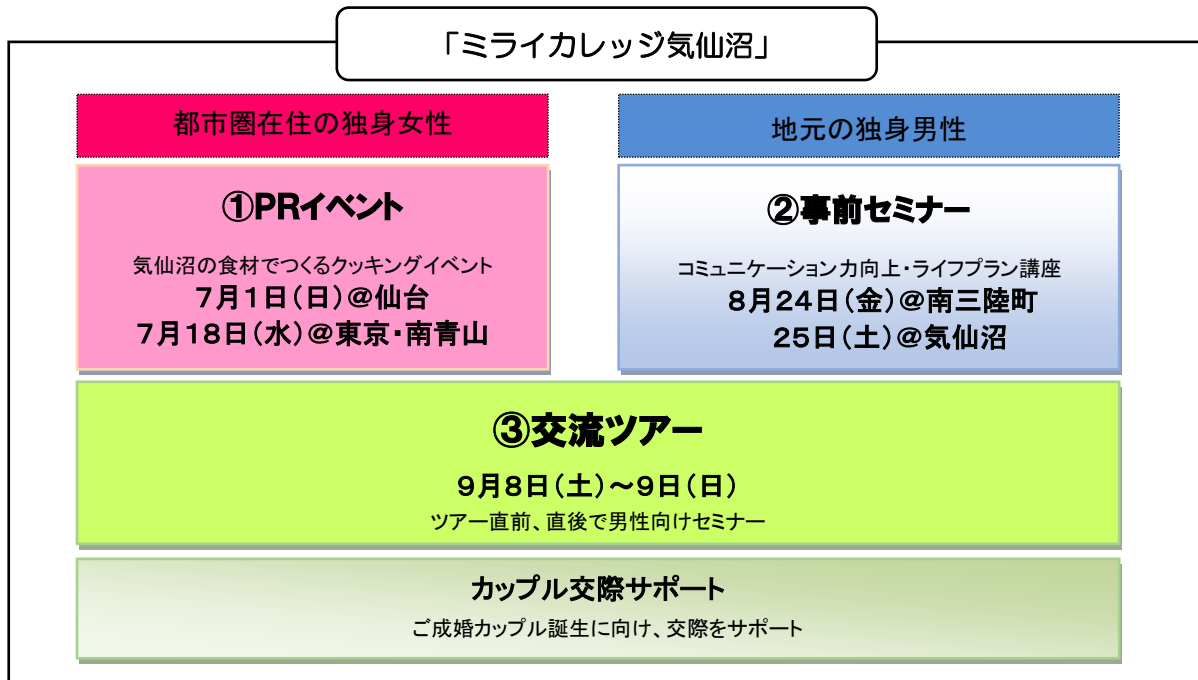 「ミライカレッジ気仙沼」
都市圏在住の独身女性
地元の独身男性
①PRイベント
気仙沼の食材でつくるクッキングイベント
７月１日（日）＠仙台
７月１８日（水）＠東京・南青山
②事前セミナー
コミュニケーション力向上・ライフプラン講座
８月２４日（金）＠南三陸町
２５日（土）＠気仙沼
③交流ツアー
９月８日（土）～９日（日）
ツアー直前、直後で男性向けセミナー
カップル交際サポート
ご成婚カップル誕生に向け、交際をサポート